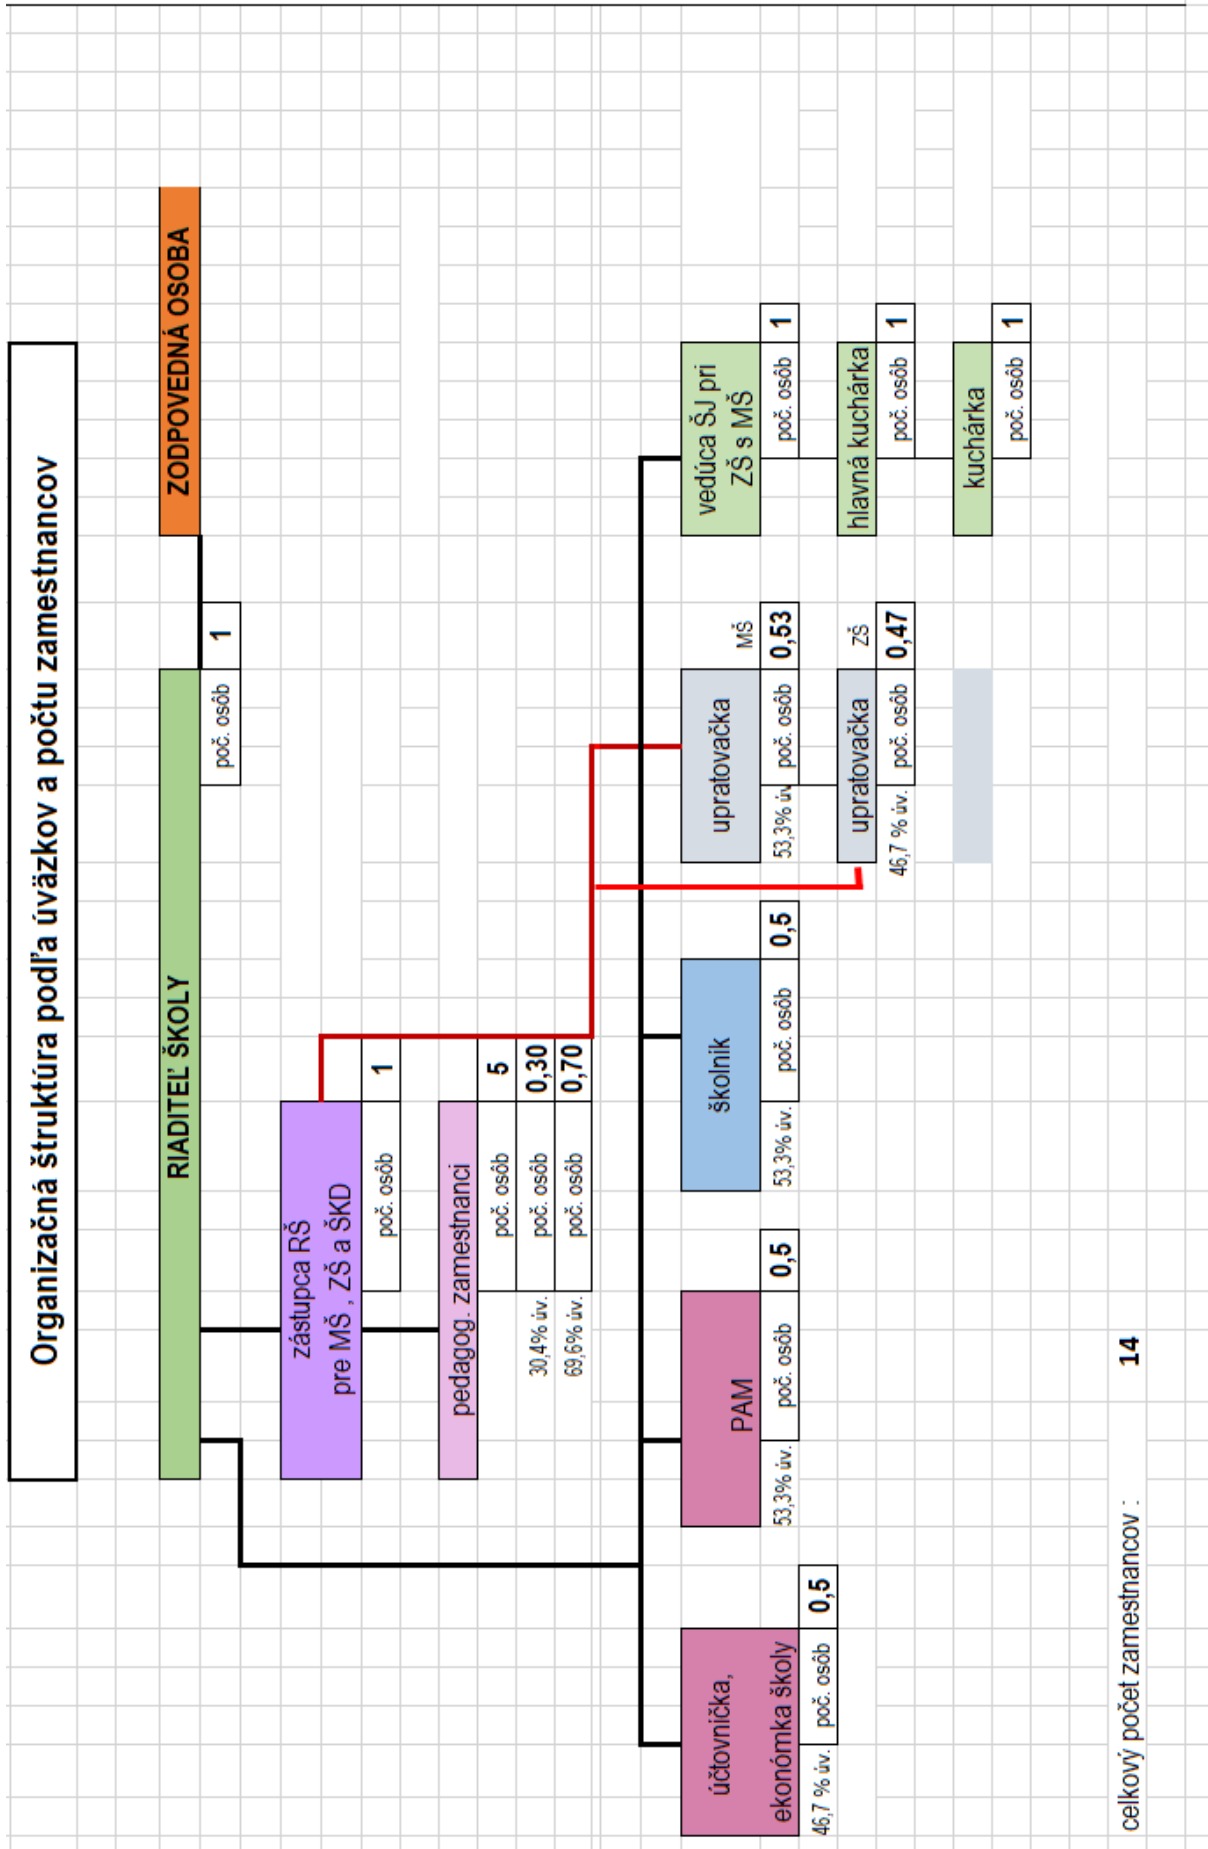 Organizačná štruktúra podľa úväzkov a počtu zamestnancov
RIADITEĽ ŠKOLY
ZODPOVEDNÁ OSOBA
poč. osôb 1
zástupca RŠ
pre MŠ , ZŠ a ŠKD
poč. osôb 1
pedagog. zamestnanci
poč. osôb 5
30,4% úv. poč. osôb 0,30
69,6% úv. poč. osôb 0,70
účtovníčka,
ekonómka školy
46,7 % úv. poč. osôb 0,5
PAM
53,3% úv. poč. osôb 0,5
školník
53,3% úv. poč. osôb 0,5
upratovačka
MŠ
53,3% úv poč. osôb 0,53
upratovačka
ZŠ
46,7 % úv. poč. osôb 0,47
vedúca ŠJ pri
ZŠ s MŠ
poč. osôb 1
hlavná kuchárka
poč. osôb 1
kuchárka
poč. osôb 1
celkový počet zamestnancov : 14